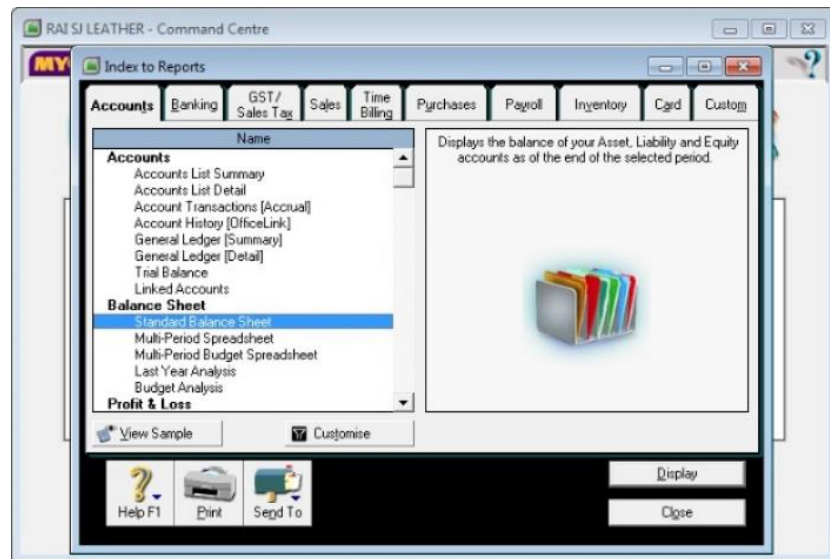 RAI SJ LEATHER - Command Centre
MY
?
Index to Reports
Accounts
Banking
GST/
Sales Tax
Sales
Time
Billing
Purchases
Payroll
Inventory
Card
Custom
Name
Accounts
Accounts List Summary
Accounts List Detail
Account Transactions [Accrual]
Account History [OfficeLink]
General Ledger [Summary]
General Ledger [Detail]
Trial Balance
Linked Accounts
Balance Sheet
Standard Balance Sheet
Multi-Period Spreadsheet
Multi-Period Budget Spreadsheet
Last Year Analysis
Budget Analysis
Profit & Loss
Displays the balance of your Asset, Liability and Equity
accounts as of the end of the selected period.
View Sample
Customise
Help F1
Print
Send To
Display
Close